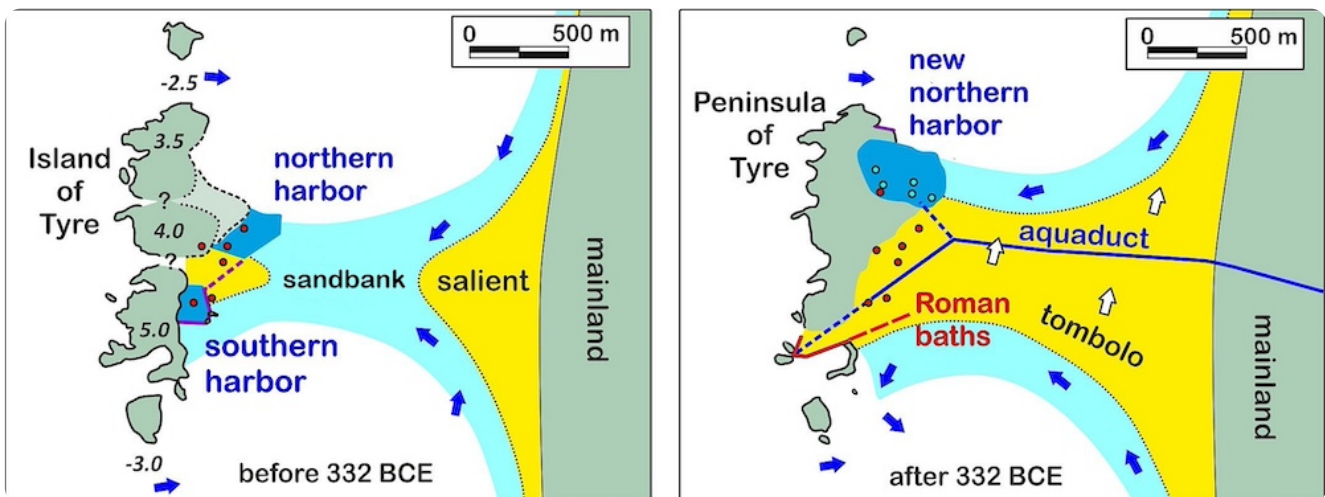 0 500 m
-2.5
3.5
Island
of
Tyre
northern
harbor
?
4.0
?
sandbank
salient
mainland
5.0
southern
harbor
-3.0
before 332 BCE
0 500 m
new
northern
harbor
Peninsula
of
Tyre
aquaduct
Roman
baths
tombolo
mainland
after 332 BCE